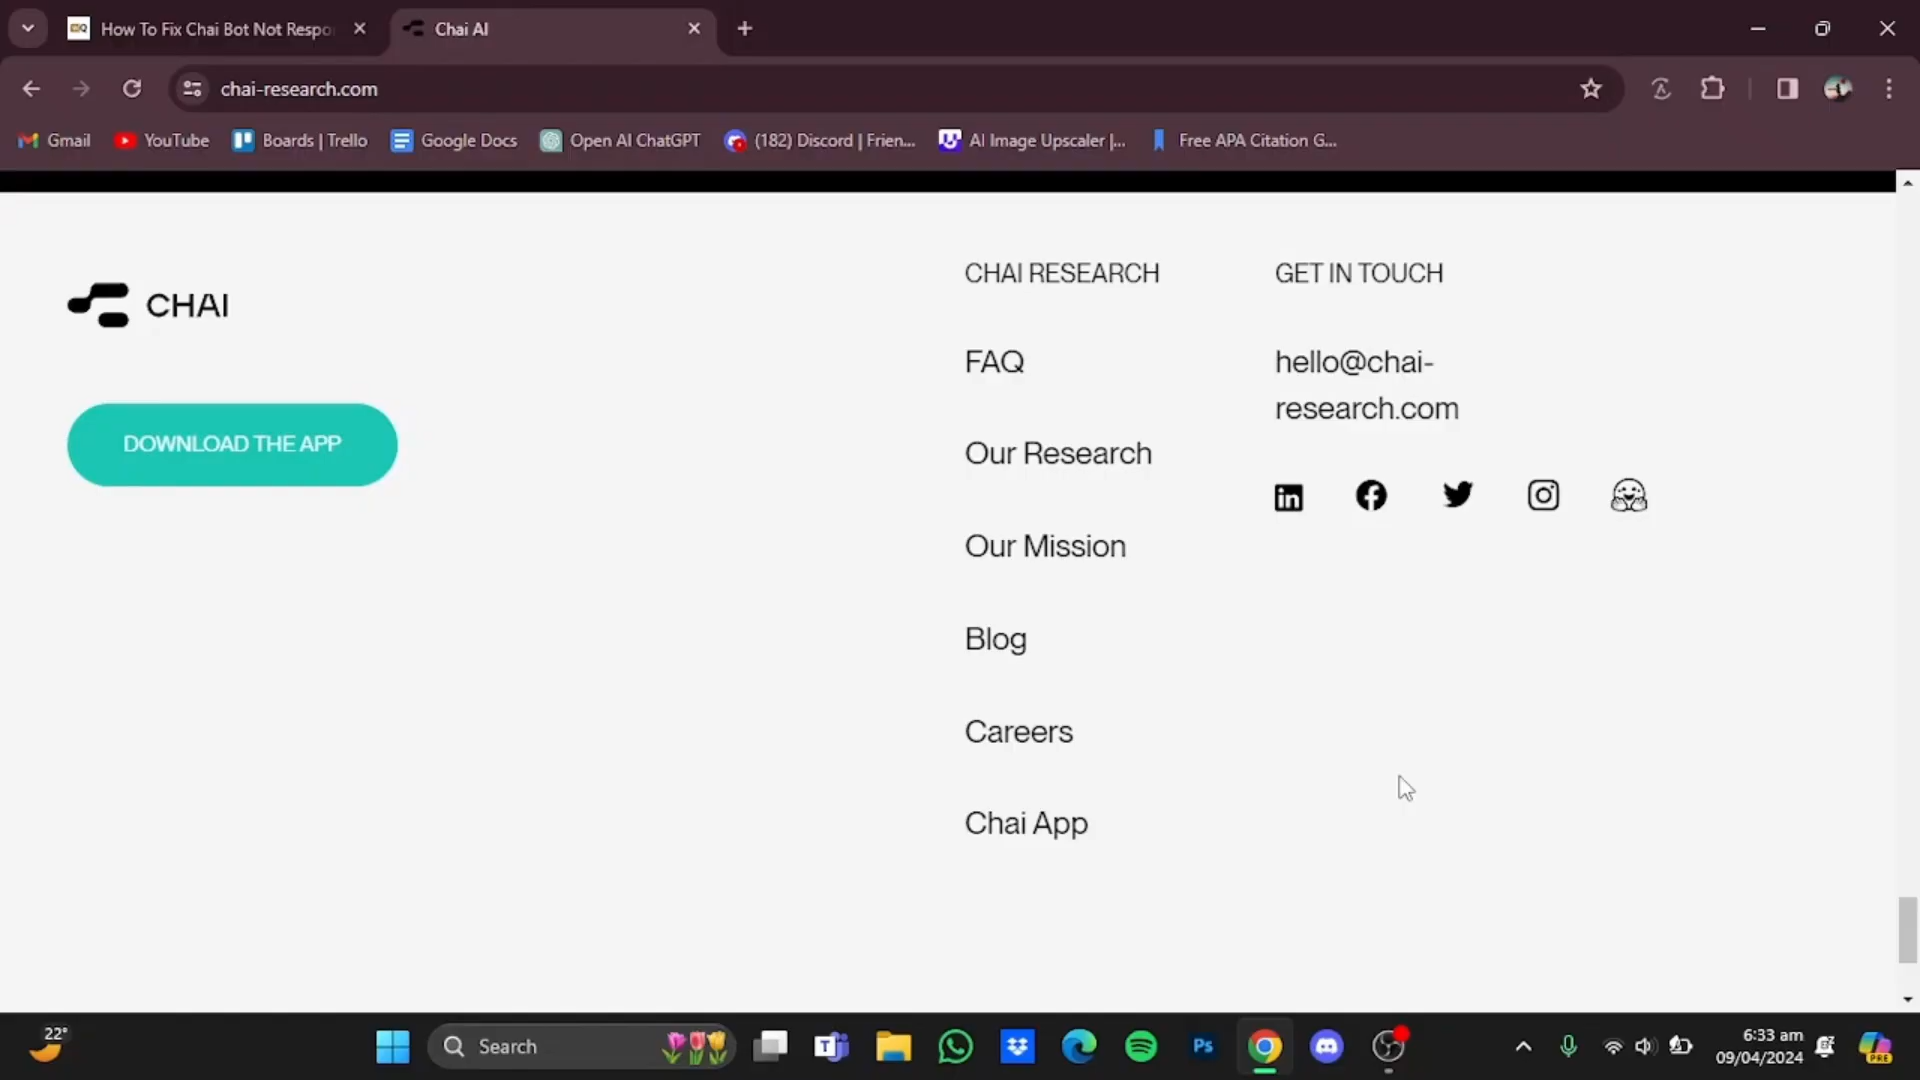 How To Fix Chai Bot Not Respo
Chai AI
chai-research.com
Gmail
YouTube
Boards | Trello
Google Docs
Open AI ChatGPT
(182) Discord | Frien...
AI Image Upscaler |...
Free APA Citation G...
CHAI
DOWNLOAD THE APP
CHAI RESEARCH
FAQ
Our Research
Our Mission
Blog
Careers
Chai App
GET IN TOUCH
hello@chai-
research.com
22°
Search
Ps
PRE
6:33 am
09/04/2024